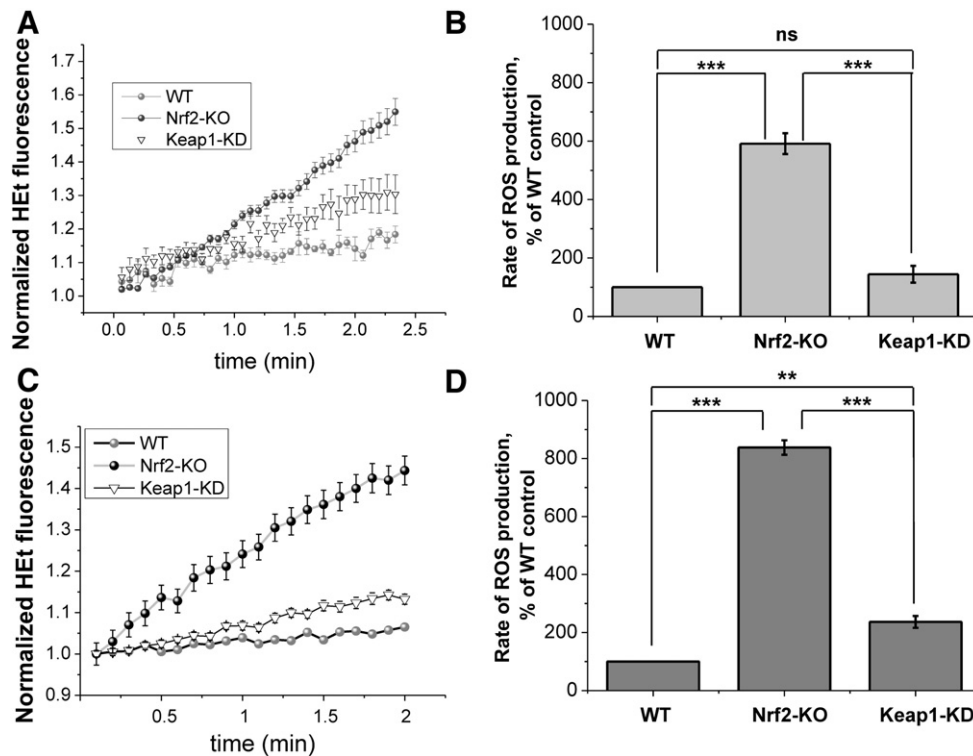 A
Normalized HEt fluorescence
1.7
1.6
1.5
1.4
1.3
1.2
1.1
1.0
WT
Nrf2-KO
Keap1-KD
0.0
0.5
1.0
1.5
2.0
2.5
time (min)
B
Rate of ROS production,
% of WT control
1000
800
600
400
200
0
ns
***
***
WT
Nrf2-KO
Keap1-KD
C
Normalized HEt fluorescence
1.5
1.4
1.3
1.2
1.1
1.0
0.9
WT
Nrf2-KO
Keap1-KD
0.5
1
1.5
2
time (min)
D
Rate of ROS production,
% of WT control
1000
800
600
400
200
0
**
***
***
WT
Nrf2-KO
Keap1-KD